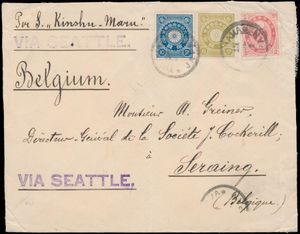 Per S. "Kinshu-Maru"
VIA SEATTLE.
Belgium.
Monsieur A. Greiner,
Directeur-Général de la Société J. Cockerill,
à
Seraing.
VIA SEATTLE.
(Belgique)